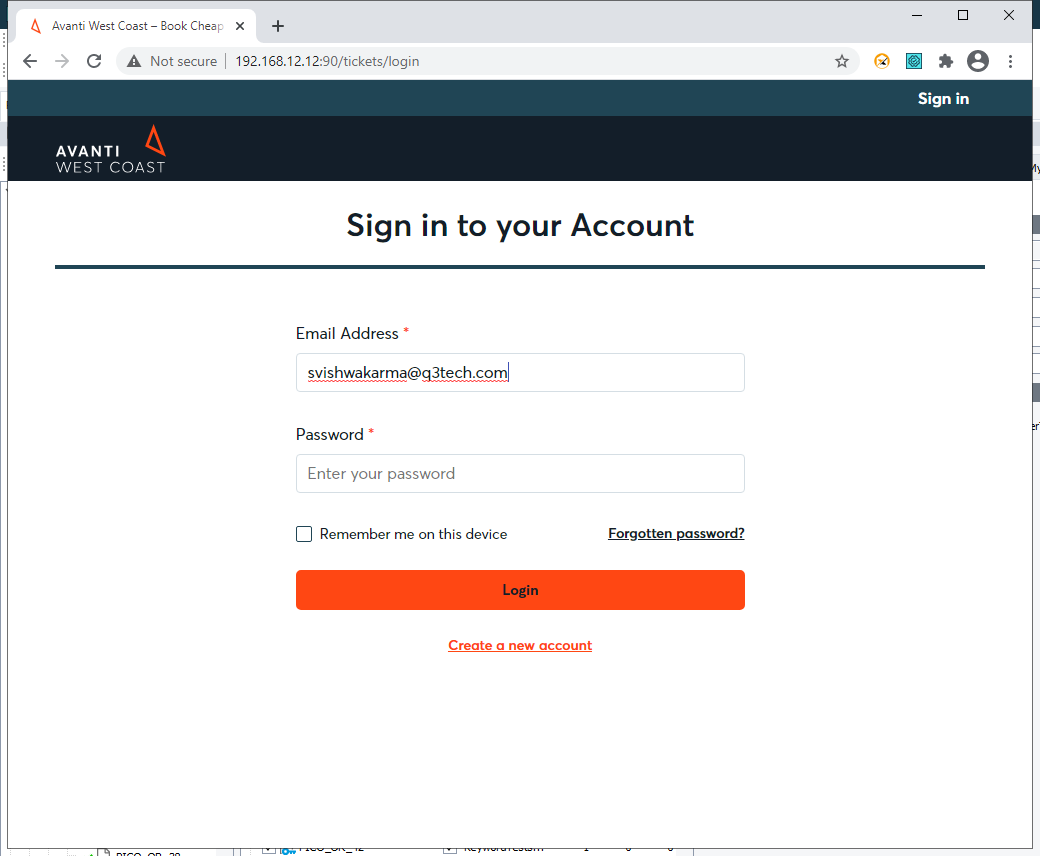 Avanti West Coast – Book Cheap
Not secure
192.168.12.12:90/tickets/login
Sign in
AVANTI
WEST COAST
Sign in to your Account
Email Address *
svishwakarma@q3tech.com
Password *
Enter your password
Remember me on this device
Forgotten password?
Login
Create a new account